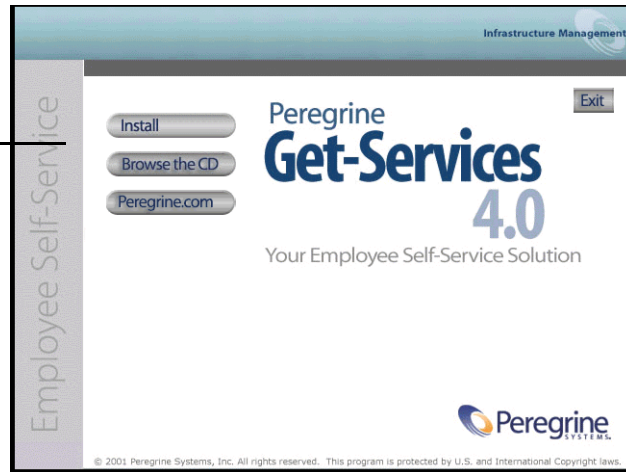 Infrastructure Management
Employee Self-Service
Exit
Install
Browse the CD
Peregrine.com
Peregrine
Get-Services
4.0
Your Employee Self-Service Solution
Peregrine
SYSTEMS
© 2001 Peregrine Systems, Inc. All rights reserved. This program is protected by U.S. and International Copyright laws.